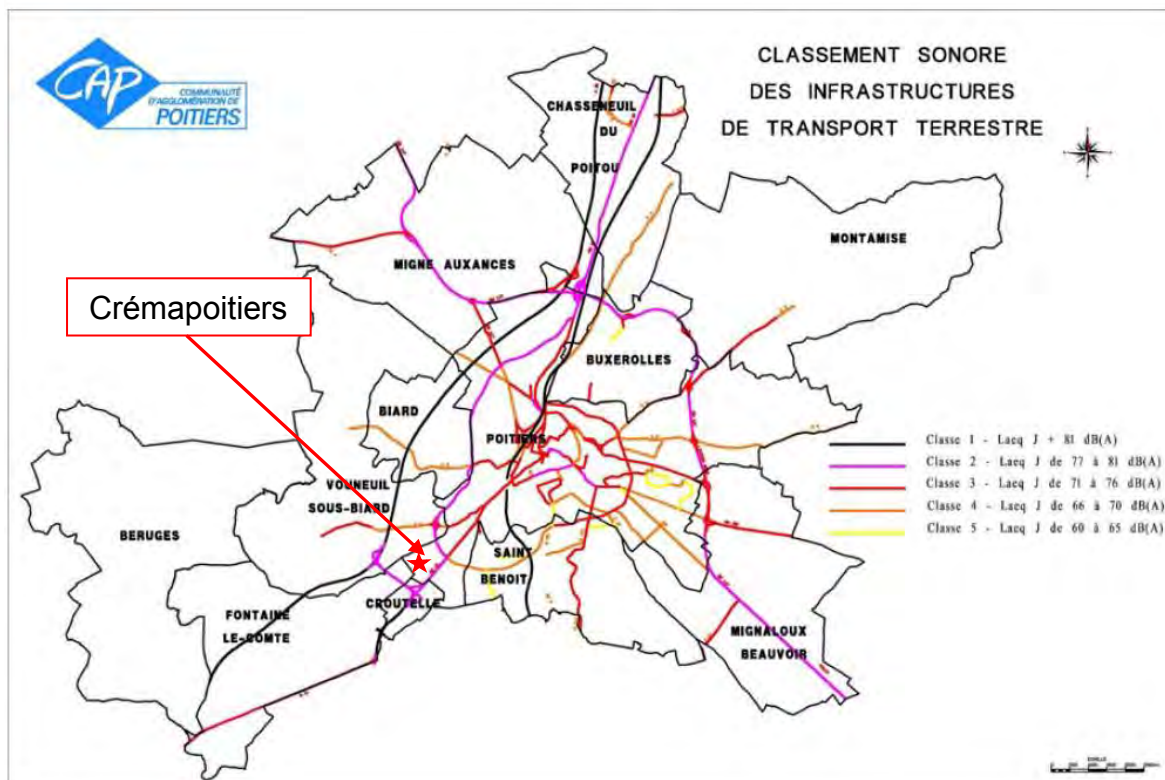 CAP
COMMUNAUTÉ
D'AGGLOMÉRATION DE
POITIERS
CLASSEMENT SONORE
DES INFRASTRUCTURES
DE TRANSPORT TERRESTRE
CHASSENEUIL
DU
POITOU
MONTAMISE
MIGNE AUXANCES
Crémapoitiers
BUXEROLLES
BIARD
POITIERS
VOUNEUIL
SOUS-BIARD
BERUGES
SAINT
BENOIT
CROUTELLE
FONTAINE
LE-COMTE
MIGNALOUX
BEAUVOIR
Classe 1 - Laeq J + 81 dB(A)
Classe 2 - Laeq J de 77 à 81 dB(A)
Classe 3 - Laeq J de 71 à 76 dB(A)
Classe 4 - Laeq J de 66 à 70 dB(A)
Classe 5 - Laeq J de 60 à 65 dB(A)